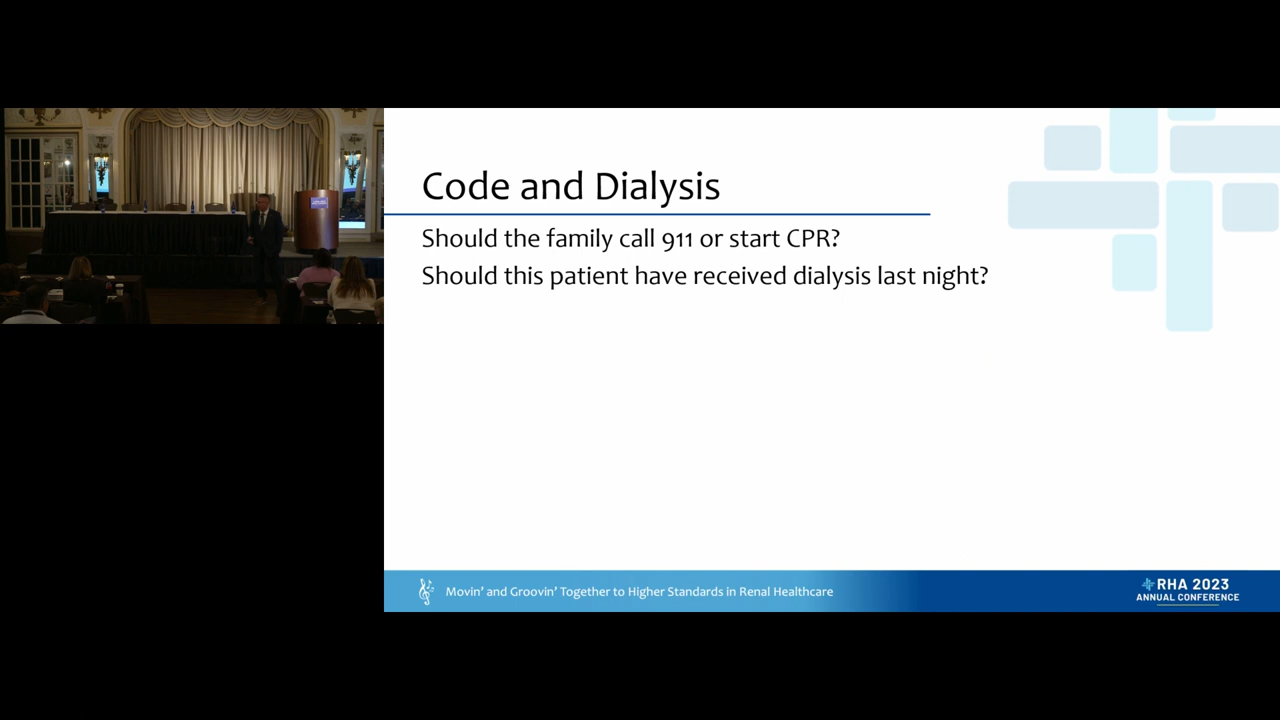 Code and Dialysis
Should the family call 911 or start CPR?
Should this patient have received dialysis last night?
Movin' and Groovin' Together to Higher Standards in Renal Healthcare
RHA 2023
ANNUAL CONFERENCE